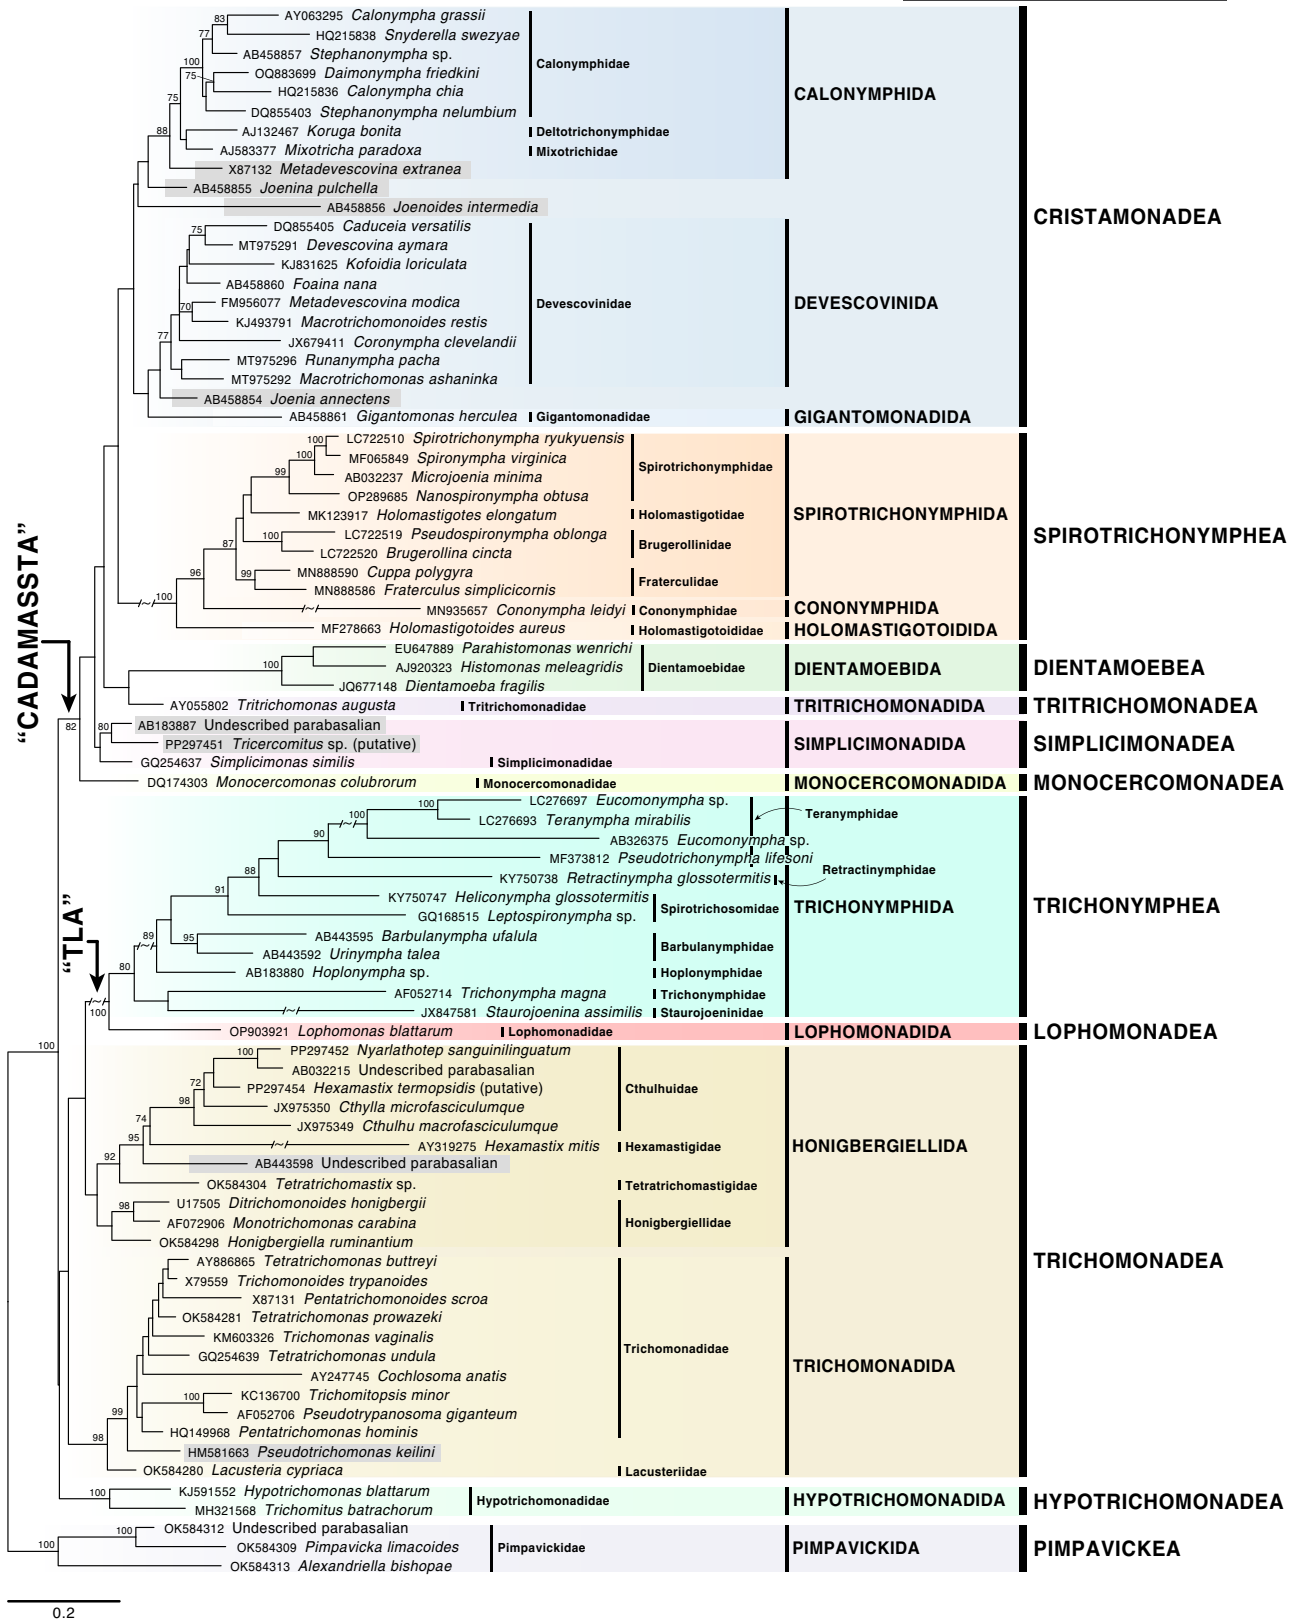 83
AY063295 Calonympha grassii
HQ215838 Snyderella swezyae
77
AB458857 Stephanonympha sp.
Calonymphidae
100
75
OQ883699 Daimonympha friedkini
HQ215836 Calonympha chia
CALONYMPHIDA
75
DQ855403 Stephanonympha nelumbium
88
AJ132467 Koruga bonita
Deltotrichonymphidae
AJ583377 Mixotricha paradoxa
Mixotrichidae
X87132 Metadevescovina extranea
AB458855 Joenina pulchella
AB458856 Joenoides intermedia
CRISTAMONADEA
75
DQ855405 Caduceia versatilis
MT975291 Devescovina aymara
KJ831625 Kofoidia loriculata
AB458860 Foaina nana
70
FM956077 Metadevescovina modica
Devescovinidae
DEVESCOVINIDA
KJ493791 Macrotrichomonoides restis
77
JX679411 Coronympha clevelandii
MT975296 Runanympha pacha
MT975292 Macrotrichomonas ashaninka
AB458854 Joenia annectens
AB458861 Gigantomonas herculea
Gigantomonadidae
GIGANTOMONADIDA
100
LC722510 Spirotrichonympha ryukyuensis
100
MF065849 Spironympha virginica
Spirotrichonymphidae
99
AB032237 Microjoenia minima
OP289685 Nanospironympha obtusa
MK123917 Holomastigotes elongatum
Holomastigotidae
SPIROTRICHONYMPHIDA
SPIROTRICHONYMPHEA
87
100
LC722519 Pseudospironympha oblonga
LC722520 Brugerollina cincta
Brugerollinidae
96
99
MN888590 Cuppa polygyra
MN888586 Fraterculus simplicicornis
Fraterculidae
100
MN935657 Cononympha leidyi
Cononymphidae
CONONYMPHIDA
MF278663 Holomastigotoides aureus
Holomastigotoididae
HOLOMASTIGOTOIDIDA
“CADAMASSTA”
EU647889 Parahistomonas wenrichi
100
AJ920323 Histomonas meleagridis
Dientamoebidae
DIENTAMOEBIDA
DIENTAMOEBEA
JQ677148 Dientamoeba fragilis
AY055802 Tritrichomonas augusta
Tritrichomonadidae
TRITRICHOMONADIDA
TRITRICHOMONADEA
82
80
AB183887 Undescribed parabasalian
PP297451 Tricercomitus sp. (putative)
SIMPLICIMONADIDA
SIMPLICIMONADEA
GQ254637 Simplicimonas similis
Simplicimonadidae
DQ174303 Monocercomonas colubrorum
Monocercomonadidae
MONOCERCOMONADIDA
MONOCERCOMONADEA
100
LC276697 Eucomonympha sp.
100
LC276693 Teranympha mirabilis
Teranymphidae
90
AB326375 Eucomonympha sp.
MF373812 Pseudotrichonympha lifesoni
88
KY750738 Retractinympha glossotermitis
Retractinymphidae
91
KY750747 Heliconympha glossotermitis
GQ168515 Leptospironympha sp.
Spirotrichosomidae
TRICHONYMPHIDA
TRICHONYMPHEA
“TLA”
89
95
AB443595 Barbulanympha ufalula
AB443592 Urinympha talea
Barbulanymphidae
80
AB183880 Hoplonympha sp.
Hoplonymphidae
AF052714 Trichonympha magna
Trichonymphidae
100
JX847581 Staurojoenina assimilis
Staurojoeninidae
OP903921 Lophomonas blattarum
Lophomonadidae
LOPHOMONADIDA
LOPHOMONADEA
100
100
PP297452 Nyarlathotep sanguinilinguatum
AB032215 Undescribed parabasalian
72
PP297454 Hexamastix termopsidis (putative)
Cthulhuidae
98
JX975350 Cthylla microfasciculumque
74
JX975349 Cthulhu macrofasciculumque
95
AY319275 Hexamastix mitis
Hexamastigidae
HONIGBERGIELLIDA
92
AB443598 Undescribed parabasalian
OK584304 Tetratrichomastix sp.
Tetratrichomastigidae
98
U17505 Ditrichomonoides honigbergii
AF072906 Monotrichomonas carabina
Honigbergiellidae
OK584298 Honigbergiella ruminantium
TRICHOMONADEA
AY886865 Tetratrichomonas buttreyi
X79559 Trichomonoides trypanoides
X87131 Pentatrichomonoides scroa
OK584281 Tetratrichomonas prowazeki
KM603326 Trichomonas vaginalis
Trichomonadidae
GQ254639 Tetratrichomonas undula
TRICHOMONADIDA
AY247745 Cochlosoma anatis
100
KC136700 Trichomitopsis minor
99
AF052706 Pseudotrypanosoma giganteum
HQ149968 Pentatrichomonas hominis
98
HM581663 Pseudotrichomonas keilini
OK584280 Lacusteria cypriaca
Lacusteriidae
100
KJ591552 Hypotrichomonas blattarum
MH321568 Trichomitus batrachorum
Hypotrichomonadidae
HYPOTRICHOMONADIDA
HYPOTRICHOMONADEA
100
OK584312 Undescribed parabasalian
100
OK584309 Pimpavicka limacoides
Pimpavickidae
PIMPAVICKIDA
PIMPAVICKEA
OK584313 Alexandriella bishopae
0.2